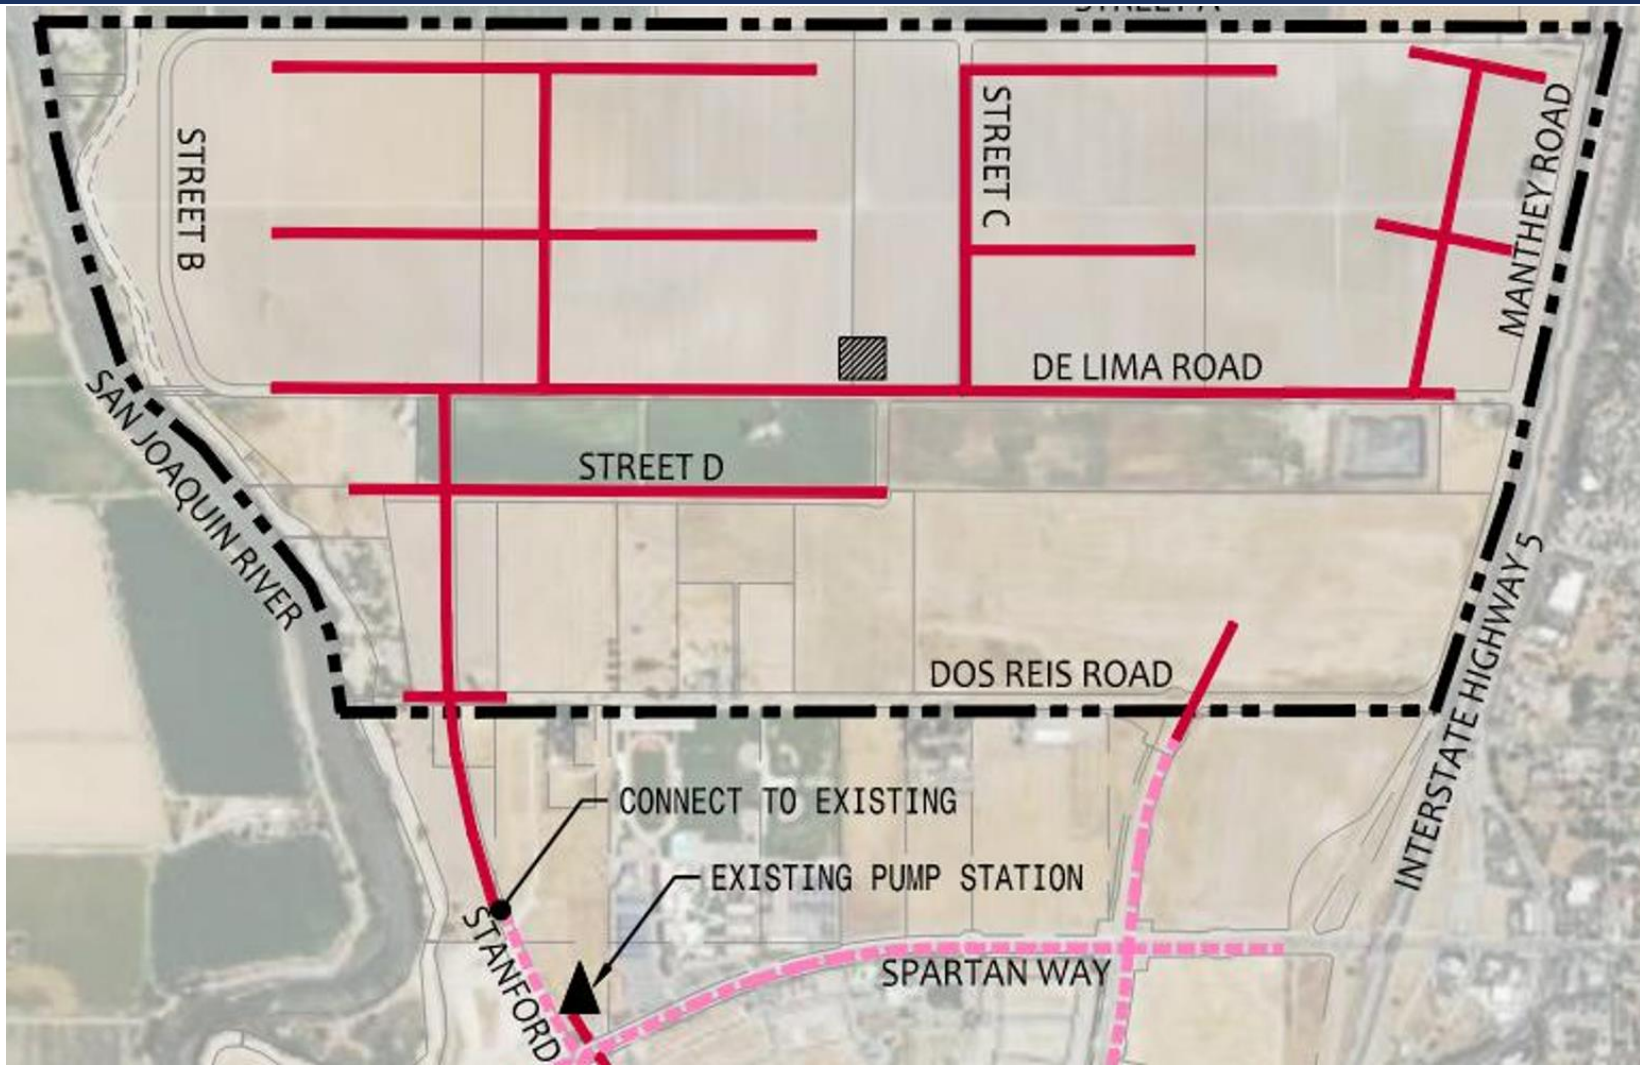 STREET A
STREET B
STREET C
MANTHEY ROAD
DE LIMA ROAD
SAN JOAQUIN RIVER
STREET D
INTERSTATE HIGHWAY 5
DOS REIS ROAD
CONNECT TO EXISTING
EXISTING PUMP STATION
STANFORD
SPARTAN WAY